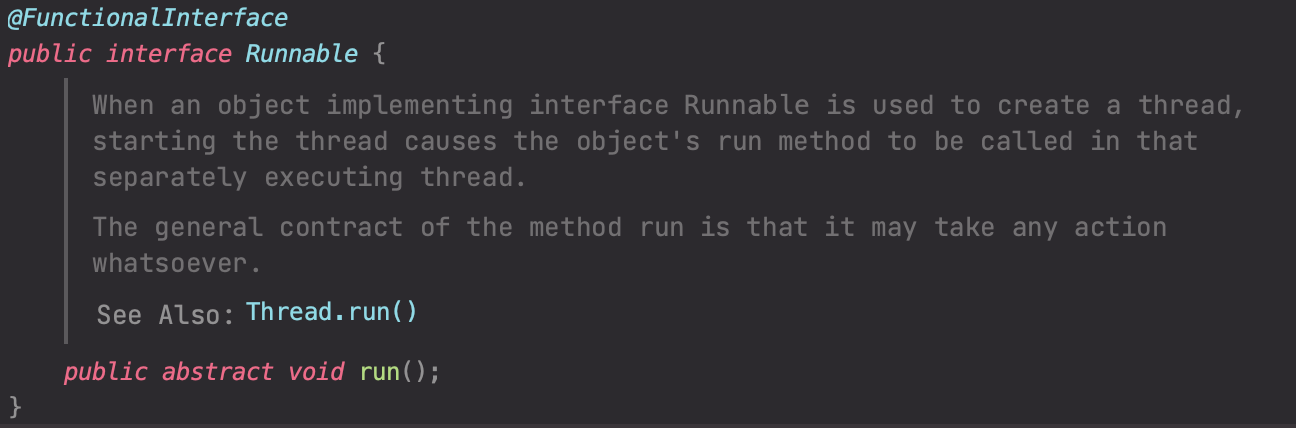 @FunctionalInterface
public interface Runnable {
When an object implementing interface Runnable is used to create a thread,
starting the thread causes the object's run method to be called in that
separately executing thread.
The general contract of the method run is that it may take any action
whatsoever.
See Also: Thread.run()
public abstract void run();
}